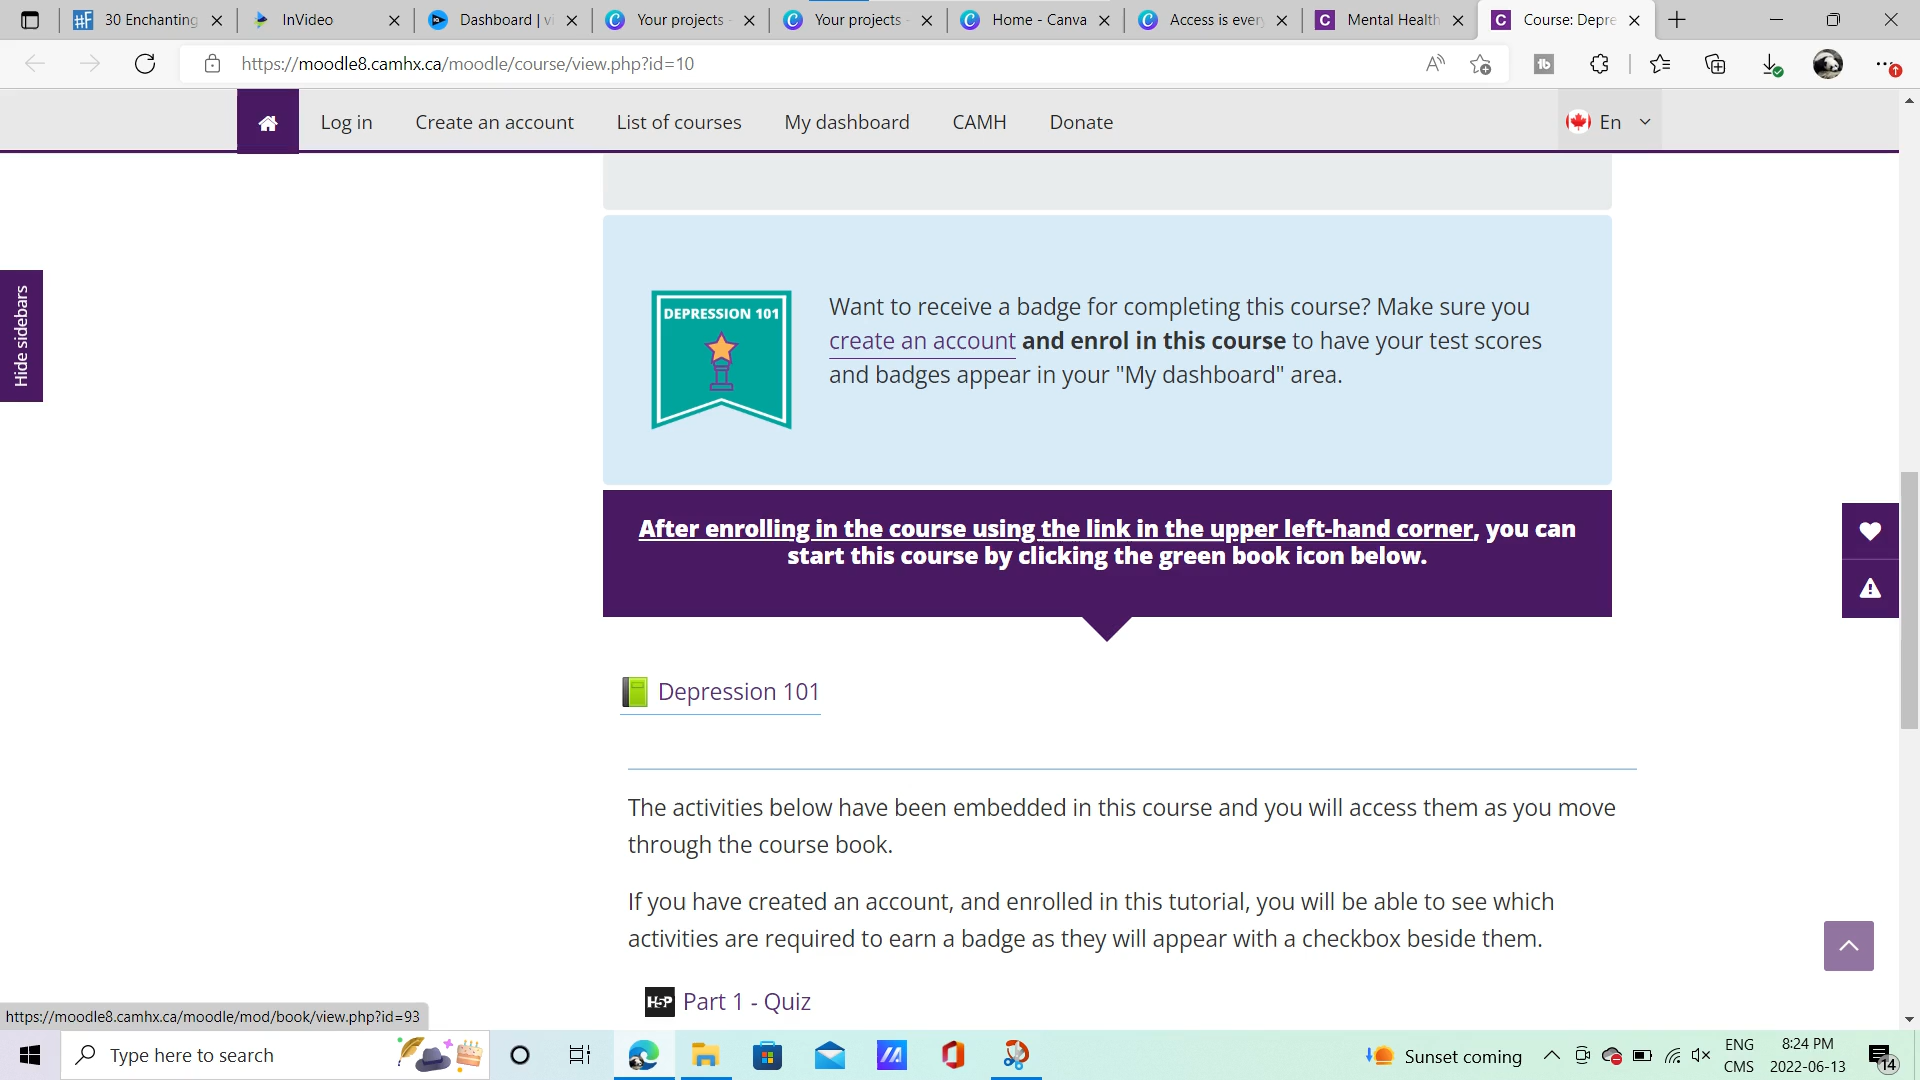 30 Enchanting
InVideo
Dashboard | vi
Your projects -
Your projects -
Home - Canva
Access is every
Mental Health
Course: Depre
https://moodle8.camhx.ca/moodle/course/view.php?id=10
Log in
Create an account
List of courses
My dashboard
CAMH
Donate
En
Hide sidebars
DEPRESSION 101
Want to receive a badge for completing this course? Make sure you
create an account and enrol in this course to have your test scores
and badges appear in your "My dashboard" area.
After enrolling in the course using the link in the upper left-hand corner, you can
start this course by clicking the green book icon below.
Depression 101
The activities below have been embedded in this course and you will access them as you move
through the course book.
If you have created an account, and enrolled in this tutorial, you will be able to see which
activities are required to earn a badge as they will appear with a checkbox beside them.
H5P Part 1 - Quiz
https://moodle8.camhx.ca/moodle/mod/book/view.php?id=93
Type here to search
Sunset coming
ENG
CMS
8:24 PM
2022-06-13
14